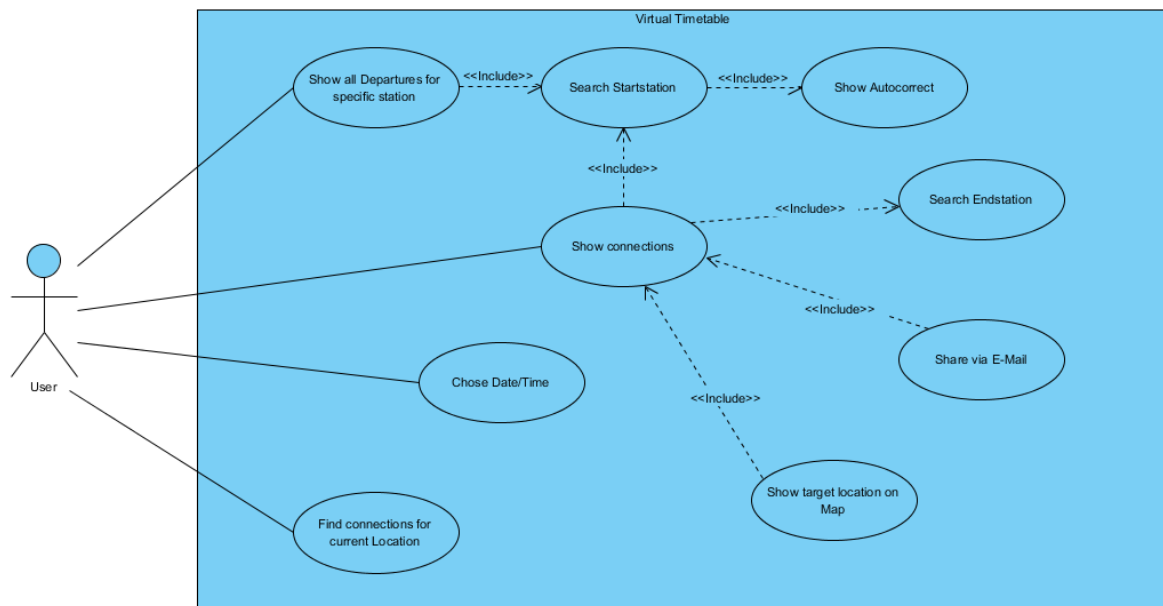 Virtual Timetable
Show all Departures for
specific station
<<Include>>
Search Startstation
<<Include>>
Show Autocorrect
<<Include>>
Search Endstation
<<Include>>
Show connections
<<Include>>
Share via E-Mail
User
Chose Date/Time
<<Include>>
Show target location on
Map
Find connections for
current Location